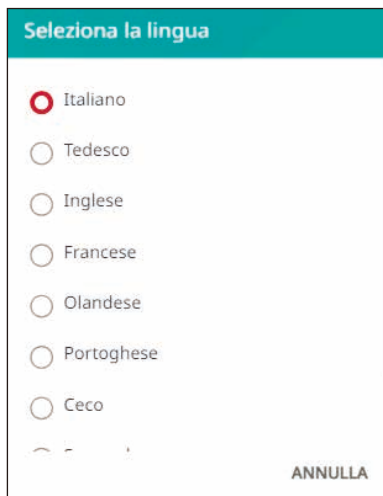 Seleziona la lingua
Italiano
Tedesco
Inglese
Francese
Olandese
Portoghese
Ceco
ANNULLA